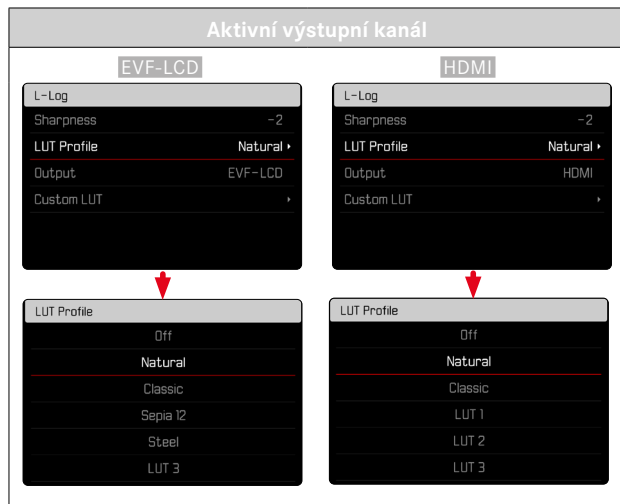 Aktivní výstupní kanál
EVF-LCD
L-Log
Sharpness -2
LUT Profile Natural
Output EVF-LCD
Custom LUT
LUT Profile
Off
Natural
Classic
Sepia 12
Steel
LUT 3
HDMI
L-Log
Sharpness -2
LUT Profile Natural
Output HDMI
Custom LUT
LUT Profile
Off
Natural
Classic
LUT 1
LUT 2
LUT 3